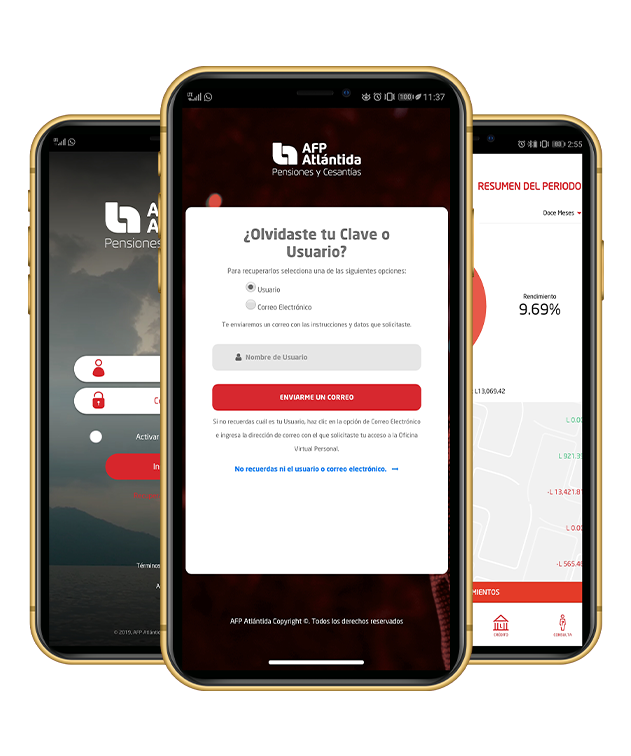 2:55
11:37
100
AFP
Atlántida
Pensiones y Cesantías
¿Olvidaste tu Clave o
Usuario?
Para recuperarlos selecciona una de las siguientes opciones:
Usuario
Correo Electrónico
Te enviaremos un correo con las instrucciones y datos que solicitaste.
Nombre de Usuario
ENVIARME UN CORREO
Si no recuerdas cuál es tu Usuario, haz clic en la opción de Correo Electrónico
e ingresa la dirección de correo con el que solicitaste tu acceso a la Oficina
Virtual Personal.
No recuerdas ni el usuario o correo electrónico.
AFP Atlántida Copyright ©. Todos los derechos reservados
Pensiones
Activar
Términos
© 2019. AFP Atlántida
RESUMEN DEL PERIODO
Doce Meses
Rendimiento
9.69%
L13,069.42
L 0.0
L 921.3
-L 13,421.8
L 0.0
-L 565.4
MIENTOS
CRÉDITO
CONSULTA